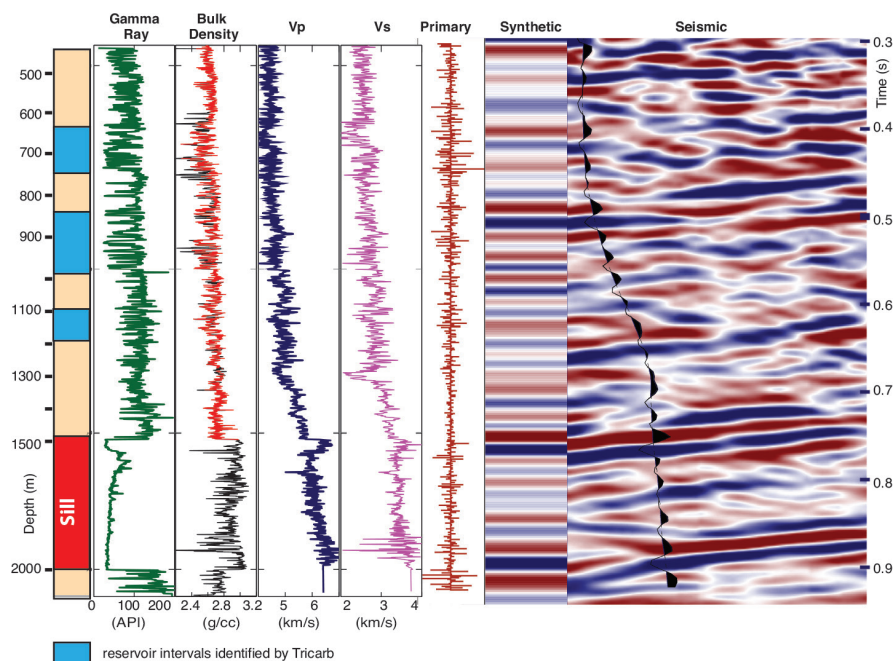 Gamma Ray
Bulk Density
Vp
Vs
Primary
Synthetic
Seismic
500
600
700
800
900
1100
1300
1500
2000
Depth (m)
Sill
0.3
0.4
0.5
0.6
0.7
0.8
0.9
Time (s)
0 100 200
2.4 2.8 3.2
5 6
2 3 4
(API)
(g/cc)
(km/s)
(km/s)
reservoir intervals identified by Tricarb